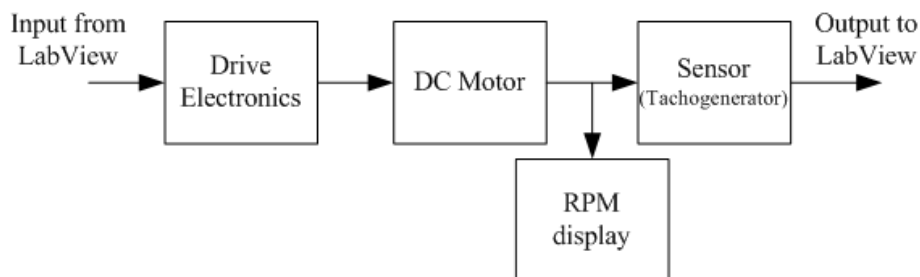 Input from
LabView
Drive
Electronics
DC Motor
Sensor
(Tachogenerator)
Output to
LabView
RPM
display